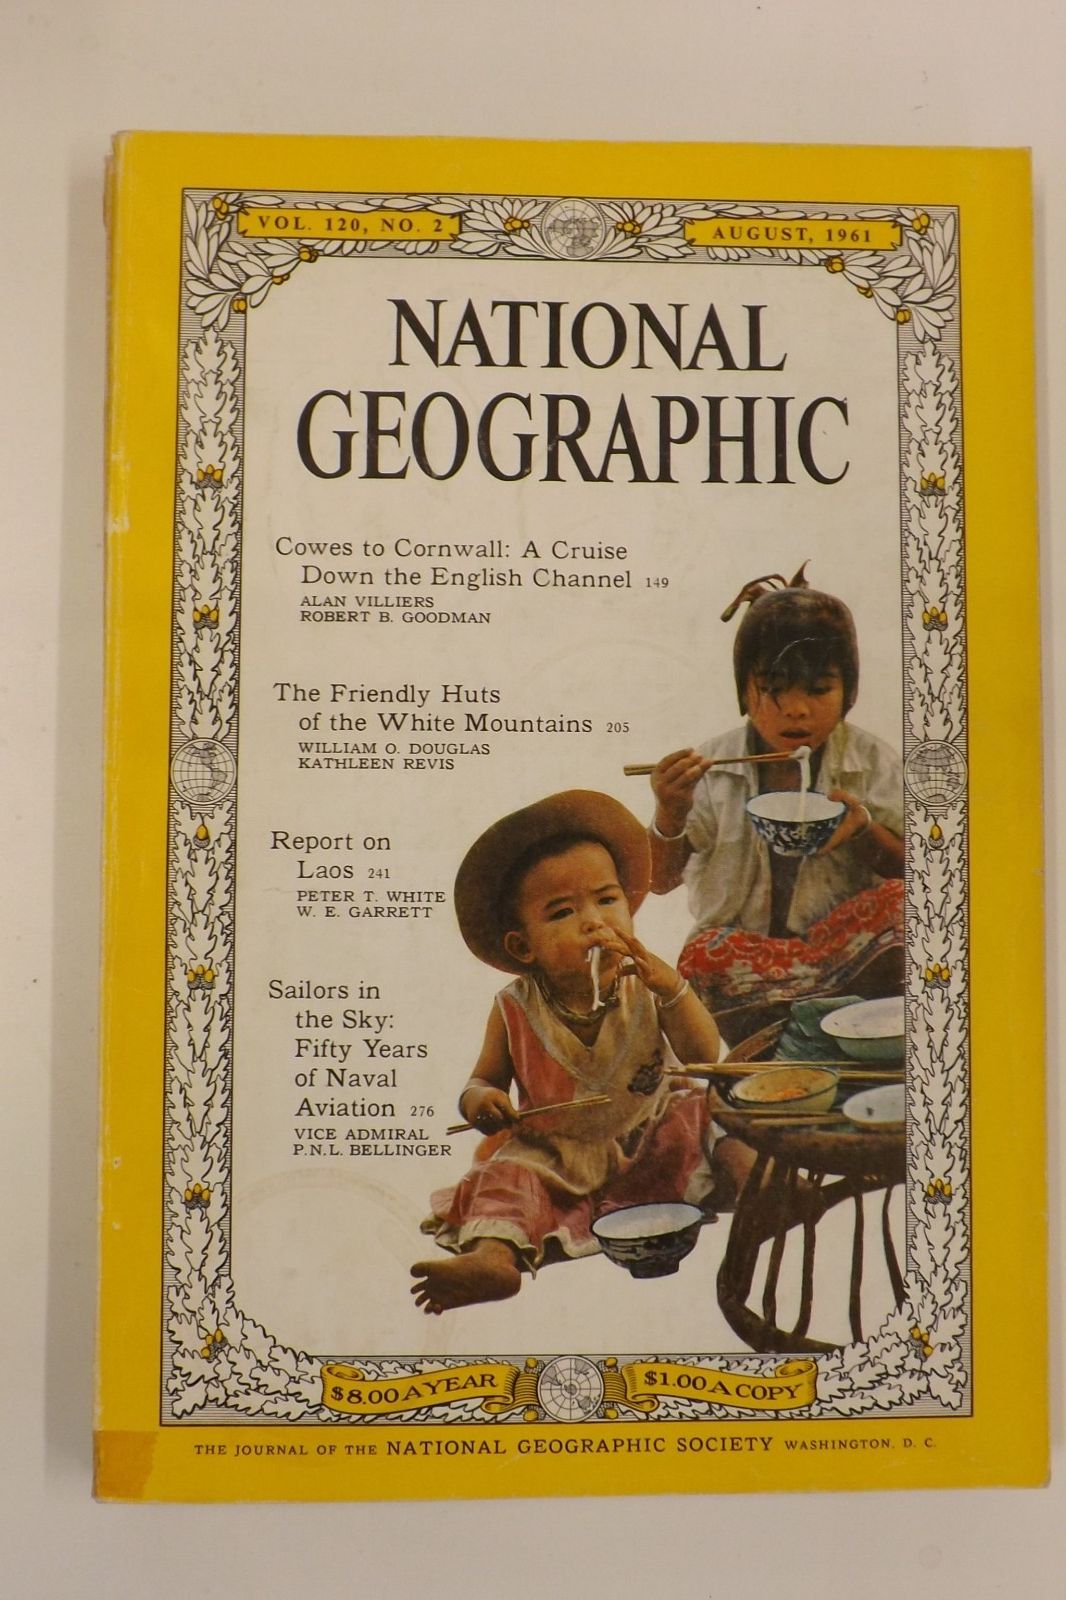 VOL. 120, NO. 2
AUGUST, 1961
NATIONAL
GEOGRAPHIC
Cowes to Cornwall: A Cruise
Down the English Channel 149
ALAN VILLIERS
ROBERT B. GOODMAN
The Friendly Huts
of the White Mountains 205
WILLIAM O. DOUGLAS
KATHLEEN REVIS
Report on
Laos 241
PETER T. WHITE
W. E. GARRETT
Sailors in
the Sky:
Fifty Years
of Naval
Aviation 276
VICE ADMIRAL
P.N.L. BELLINGER
$8.00 A YEAR
$1.00 A COPY
THE JOURNAL OF THE NATIONAL GEOGRAPHIC SOCIETY WASHINGTON, D. C.